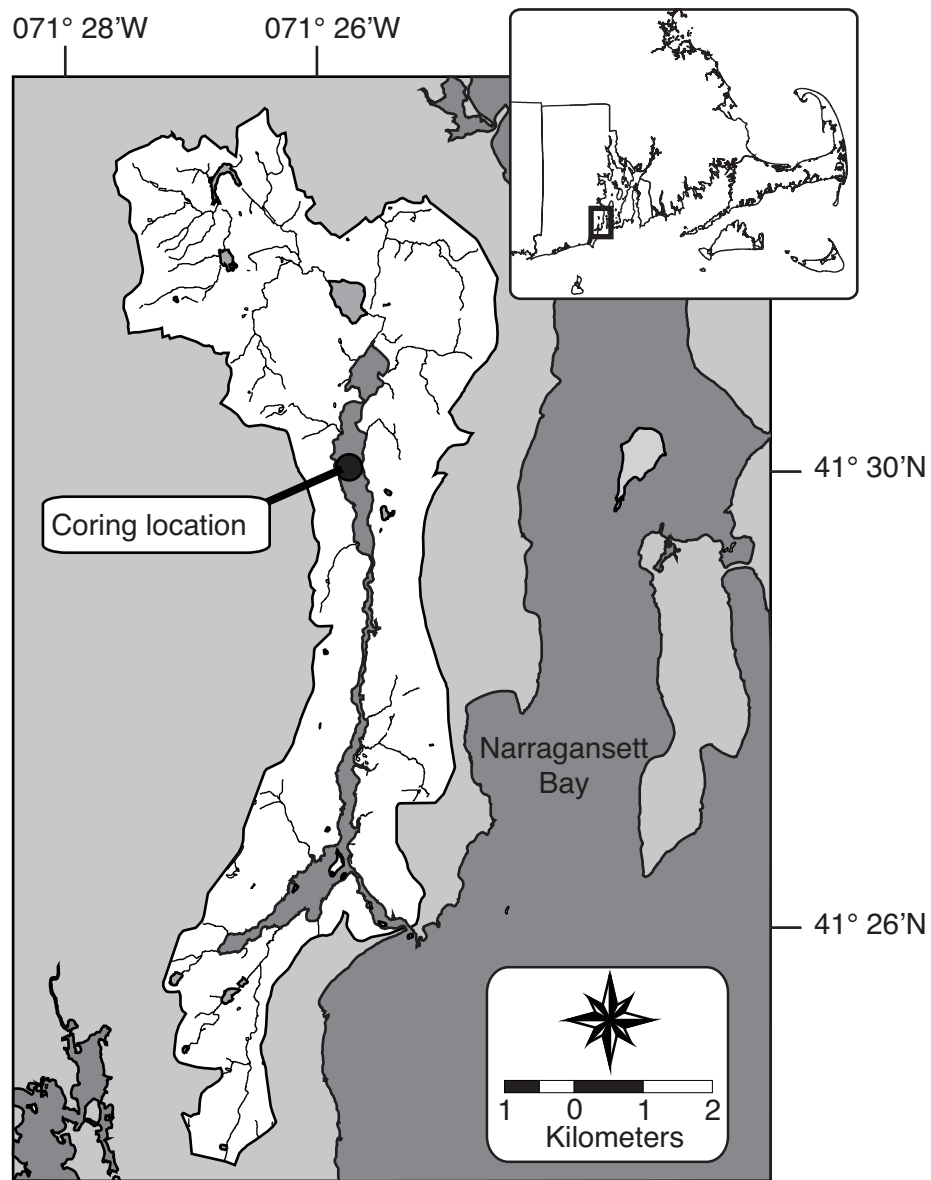 071° 28’W
071° 26’W
41° 30’N
Coring location
Narragansett
Bay
41° 26’N
1 0 1 2
Kilometers